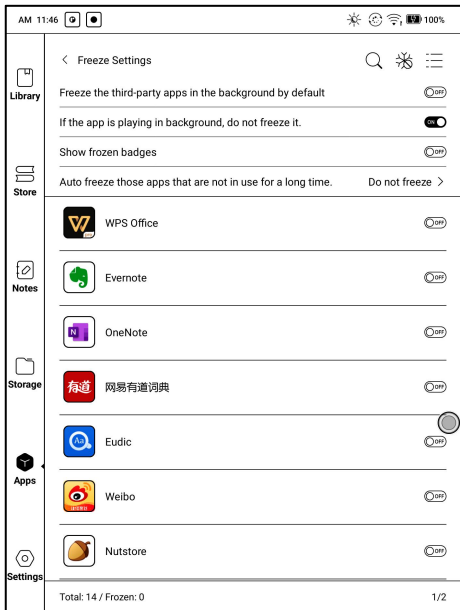 AM 11:46
100%
Freeze Settings
Library
Freeze the third-party apps in the background by default
OFF
If the app is playing in background, do not freeze it.
ON
Show frozen badges
OFF
Store
Auto freeze those apps that are not in use for a long time.
Do not freeze
WPS Office
OFF
Evernote
OFF
Notes
N
OneNote
OFF
Storage
有道
网易有道词典
OFF
Aa
Eudic
OFF
Apps
Weibo
OFF
Nutstore
OFF
Settings
Total: 14 / Frozen: 0
1/2